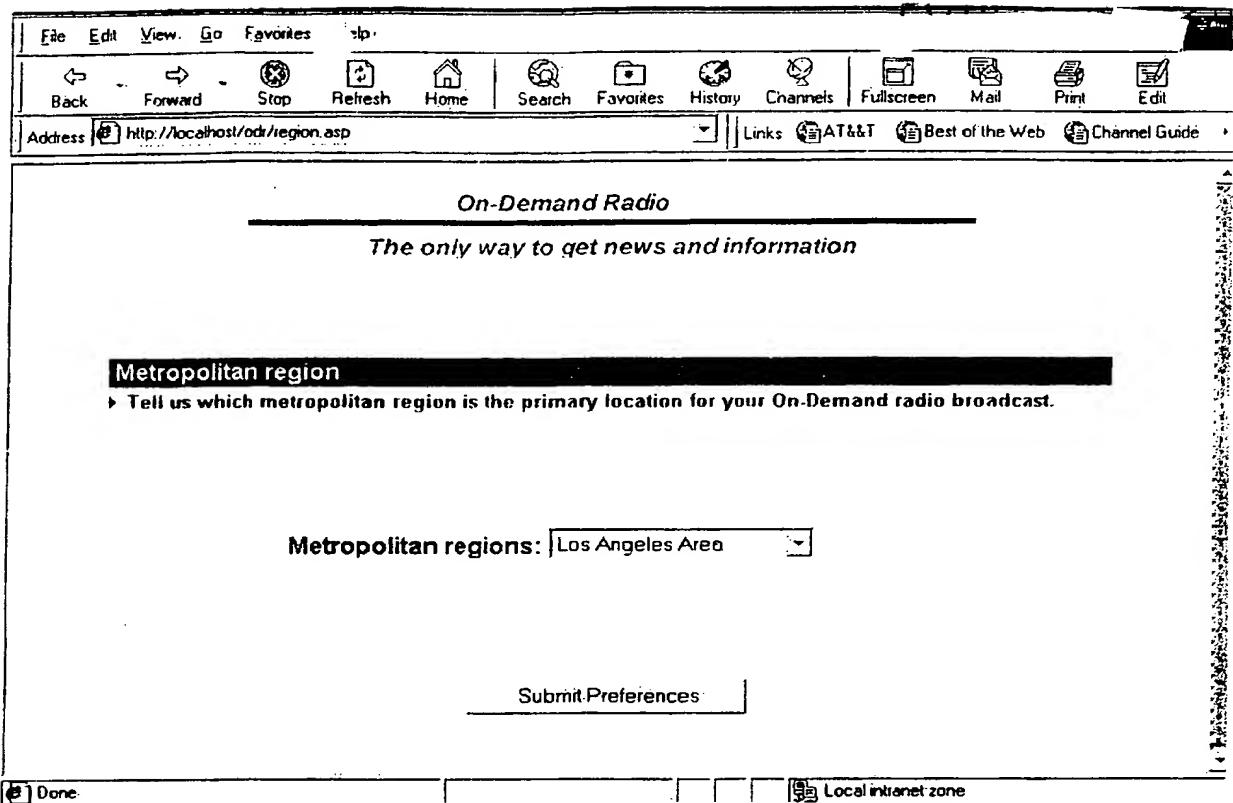 File Edit View Go Favorites elp
Back Forward Stop Refresh Home Search Favorites History Channels Fullscreen Mail Print Edit
Address http://localhost/odr/region.asp Links AT&T Best of the Web Channel Guide
On-Demand Radio
The only way to get news and information
Metropolitan region
Tell us which metropolitan region is the primary location for your On-Demand radio broadcast.
Metropolitan regions: Los Angeles Area
Submit Preferences
Done Local intranet zone